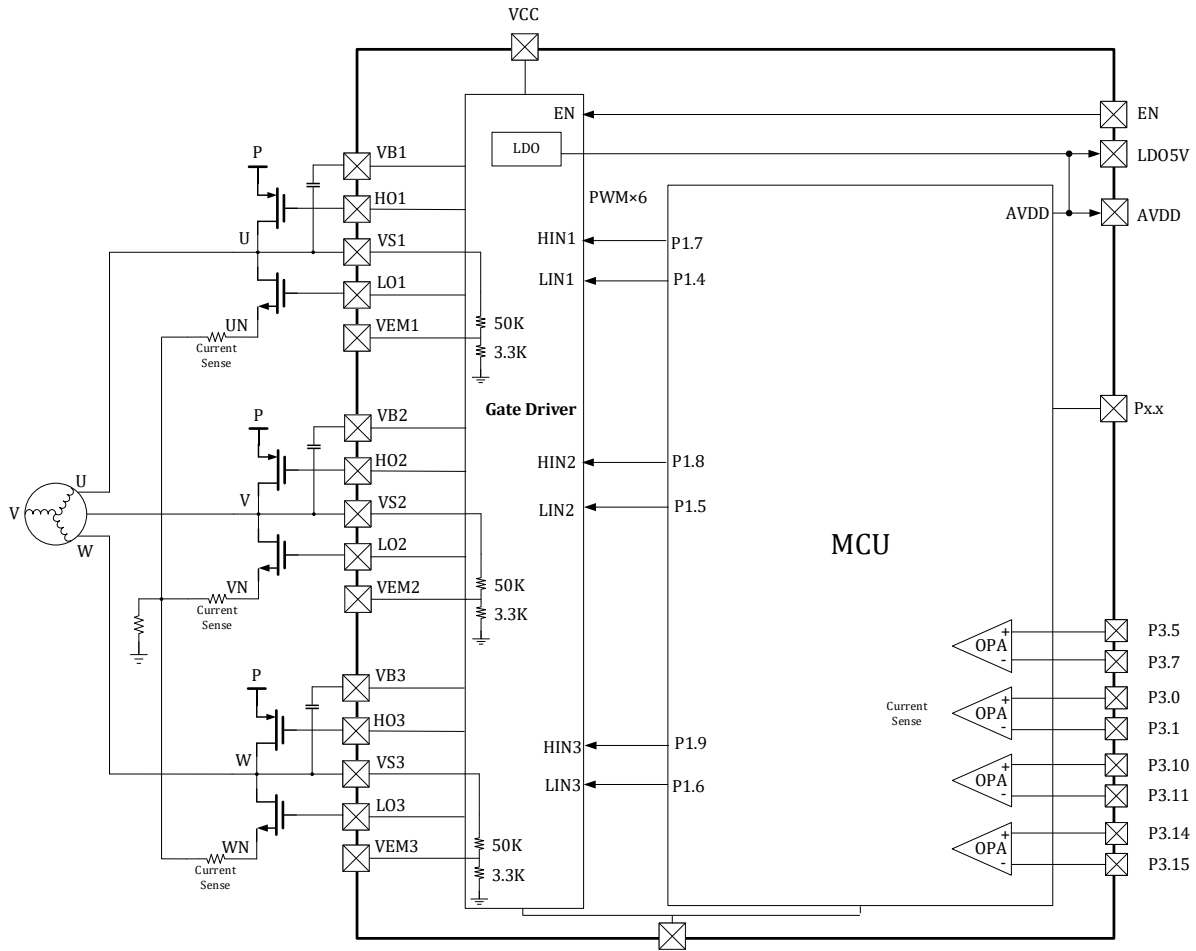 VCC
EN
EN
LDO
LDO5V
P
VB1
PWM×6
AVDD
AVDD
HO1
U
VS1
HIN1
P1.7
LO1
LIN1
P1.4
UN
VEM1
50K
Current
Sense
3.3K
P
VB2
Gate Driver
Px.x
HO2
HIN2
P1.8
U
V
V
VS2
LIN2
P1.5
W
LO2
MCU
VN
VEM2
50K
Current
Sense
3.3K
+
OPA
-
P3.5
P3.7
P
VB3
+
OPA
-
P3.0
P3.1
Current
Sense
HO3
HIN3
P1.9
W
VS3
+
OPA
-
P3.10
P3.11
LIN3
P1.6
LO3
+
OPA
-
P3.14
P3.15
WN
VEM3
50K
Current
Sense
3.3K